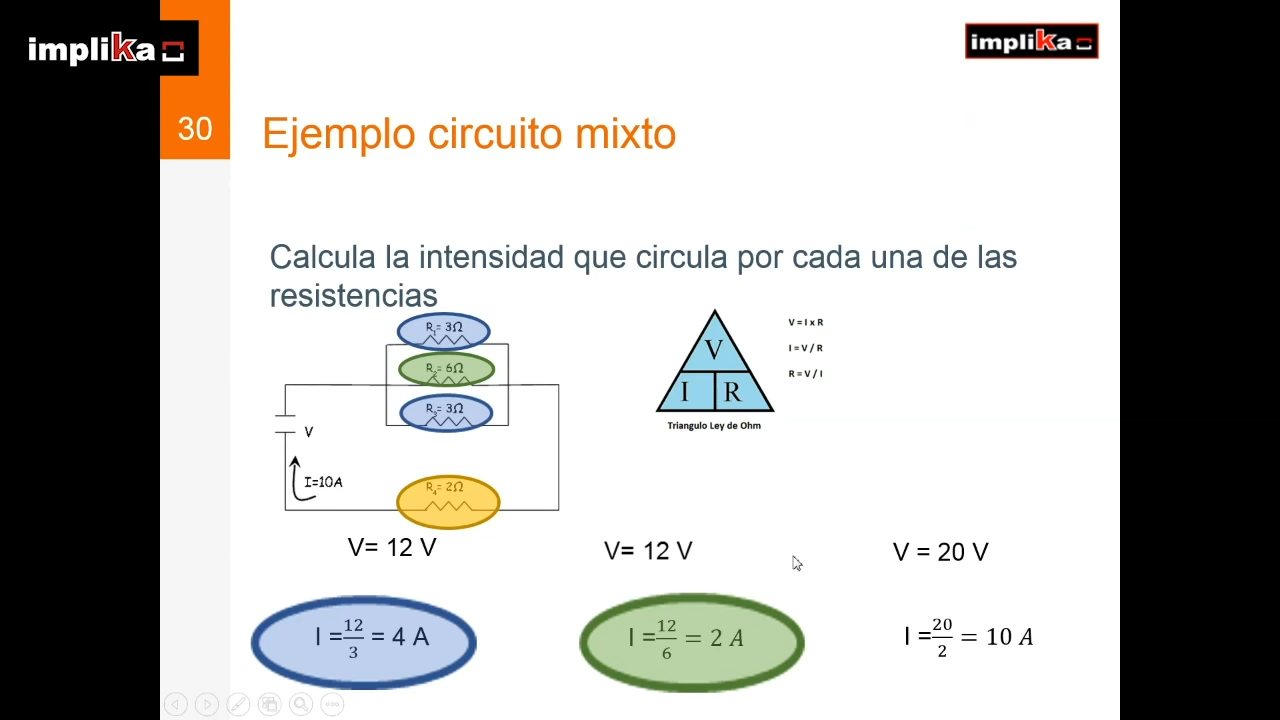 implika
implika
30
Ejemplo circuito mixto
Calcula la intensidad que circula por cada una de las
resistencias
R₁= 3Ω
R₂= 6Ω
R₃= 3Ω
V
I=10A
R₄= 2Ω
V
I R
Triangulo Ley de Ohm
V = I x R
I = V / R
R = V / I
V= 12 V
V= 12 V
V = 20 V
I =12/3 = 4 A
I =12/6 = 2 A
I =20/2 = 10 A